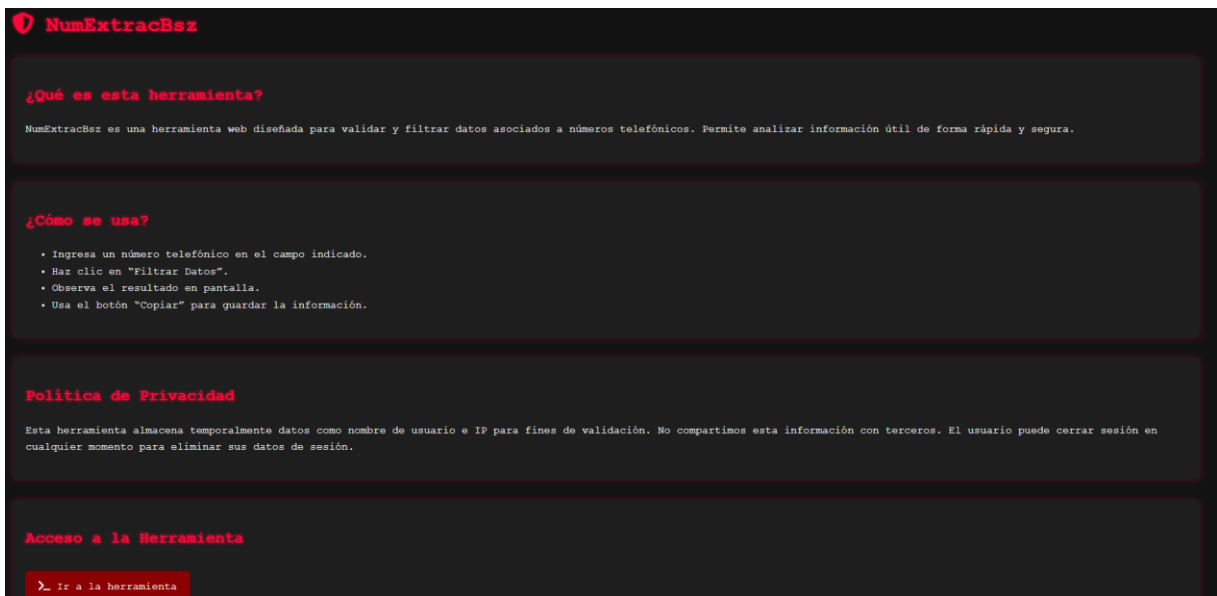 NumExtracBsz
¿Qué es esta herramienta?
NumExtracBsz es una herramienta web diseñada para validar y filtrar datos asociados a números telefónicos. Permite analizar información útil de forma rápida y segura.
¿Cómo se usa?
• Ingresa un número telefónico en el campo indicado.
• Haz clic en “Filtrar Datos”.
• Observa el resultado en pantalla.
• Usa el botón “Copiar” para guardar la información.
Política de Privacidad
Esta herramienta almacena temporalmente datos como nombre de usuario e IP para fines de validación. No compartimos esta información con terceros. El usuario puede cerrar sesión en
cualquier momento para eliminar sus datos de sesión.
Acceso a la Herramienta
Ir a la herramienta